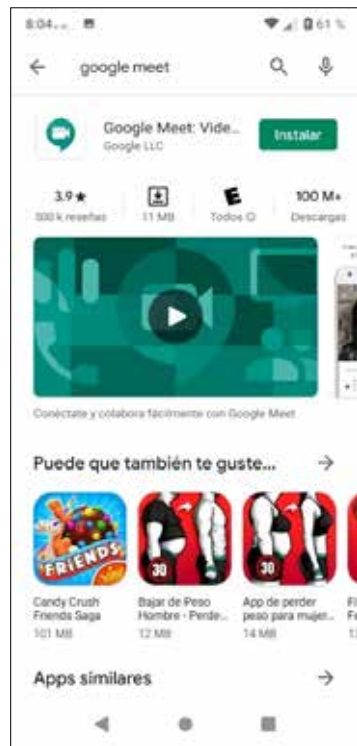 8:04
61 %
google meet
Google Meet: Vide...
Google LLC
Instalar
3.9★
E
100 M+
500 k reseñas
11 MB
Todos
Descargas
Conéctate y colabora fácilmente con Google Meet
Puede que también te guste...
FRIENDS
30
30
Candy Crush
Friends Saga
101 MB
Bajar de Peso
Hombre - Perde...
12 MB
App de perder
peso para mujer...
14 MB
Apps similares